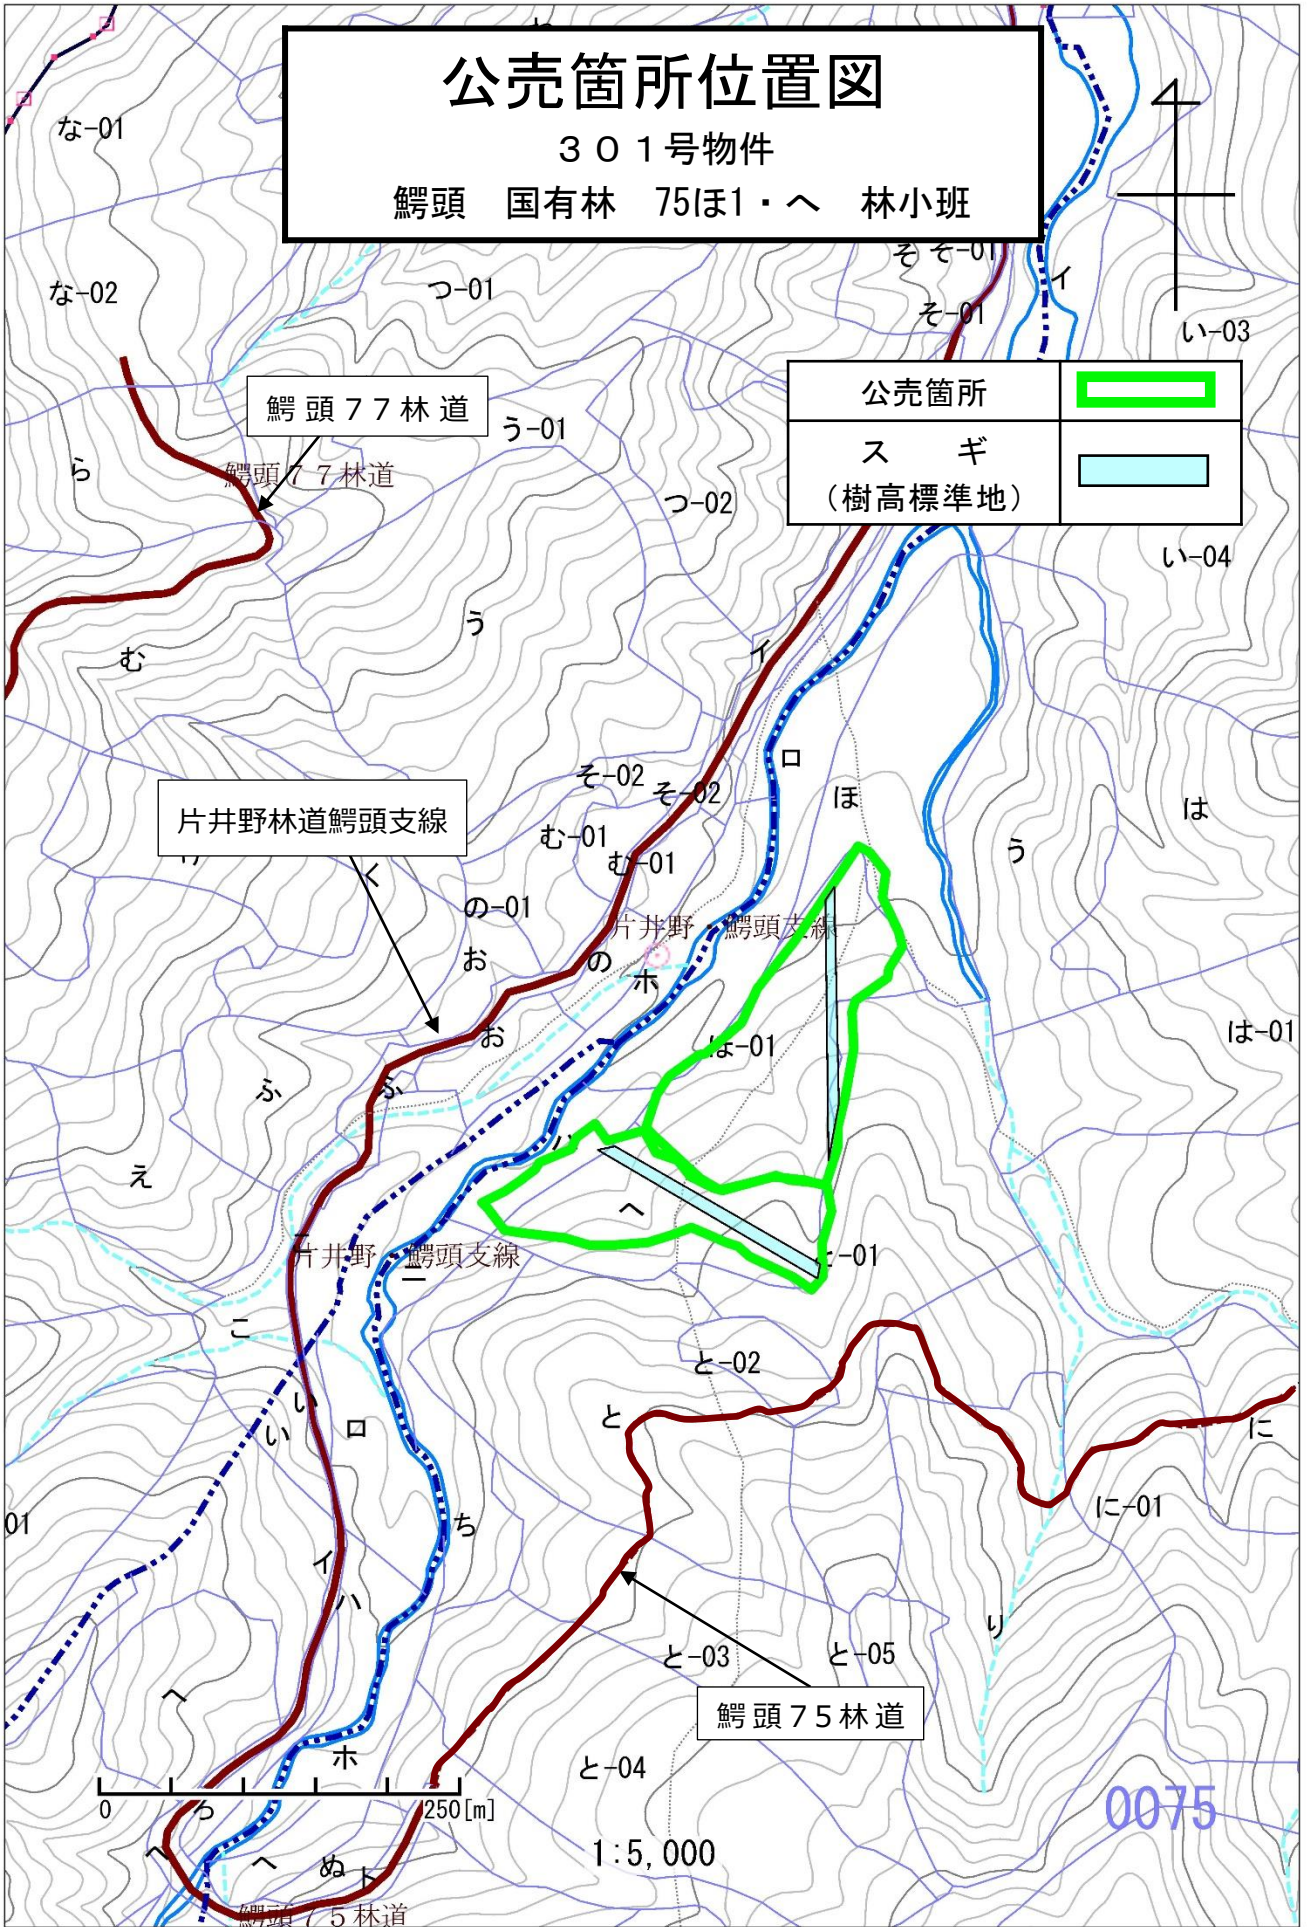 公売箇所位置図
３０１号物件
鰐頭　国有林　75ほ1・へ　林小班
な-01
な-02
つ-01
そ そ-01
イ
そ-01
い-03
公売箇所
ス　ギ
（樹高標準地）
鰐頭７７林道
鰐頭７７林道
う-01
ら
つ-02
い-04
う
む
イ
ロ
そ-02
そ-02
ほ
は
片井野林道鰐頭支線
む-01
む-01
う
く
の-01
片井野・鰐頭支線
お
の
ホ
お
は-01
ほ-01
ふ
ふ
ハ
え
へ
ニ
片井野・鰐頭支線
ニ
と-01
こ
と-02
い
い
ロ
と
に
01
ち
に-01
イ
ハ
り
と-03
と-05
へ
鰐頭７５林道
ホ
と-04
0
250[m]
ろ
0075
1:5,000
へ
へ
ぬ
ト
鰐頭７５林道